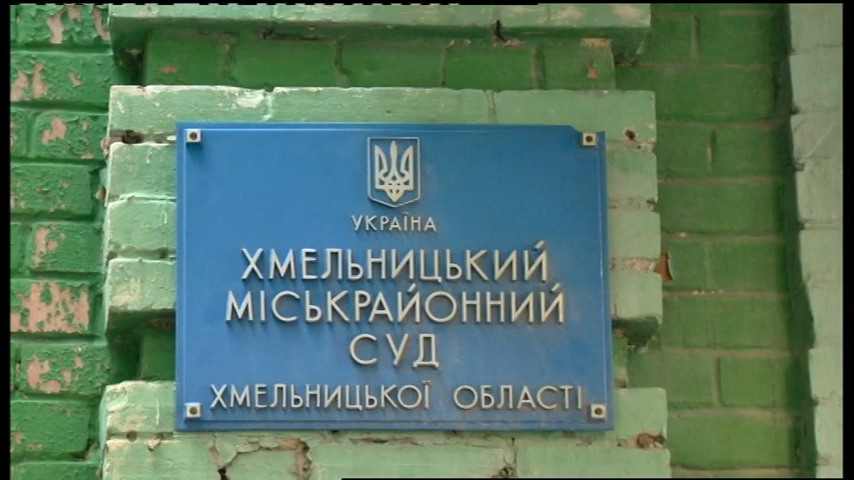 УКРАЇНА
ХМЕЛЬНИЦЬКИЙ
МІСЬКРАЙОННИЙ
СУД
ХМЕЛЬНИЦЬКОЇ ОБЛАСТІ